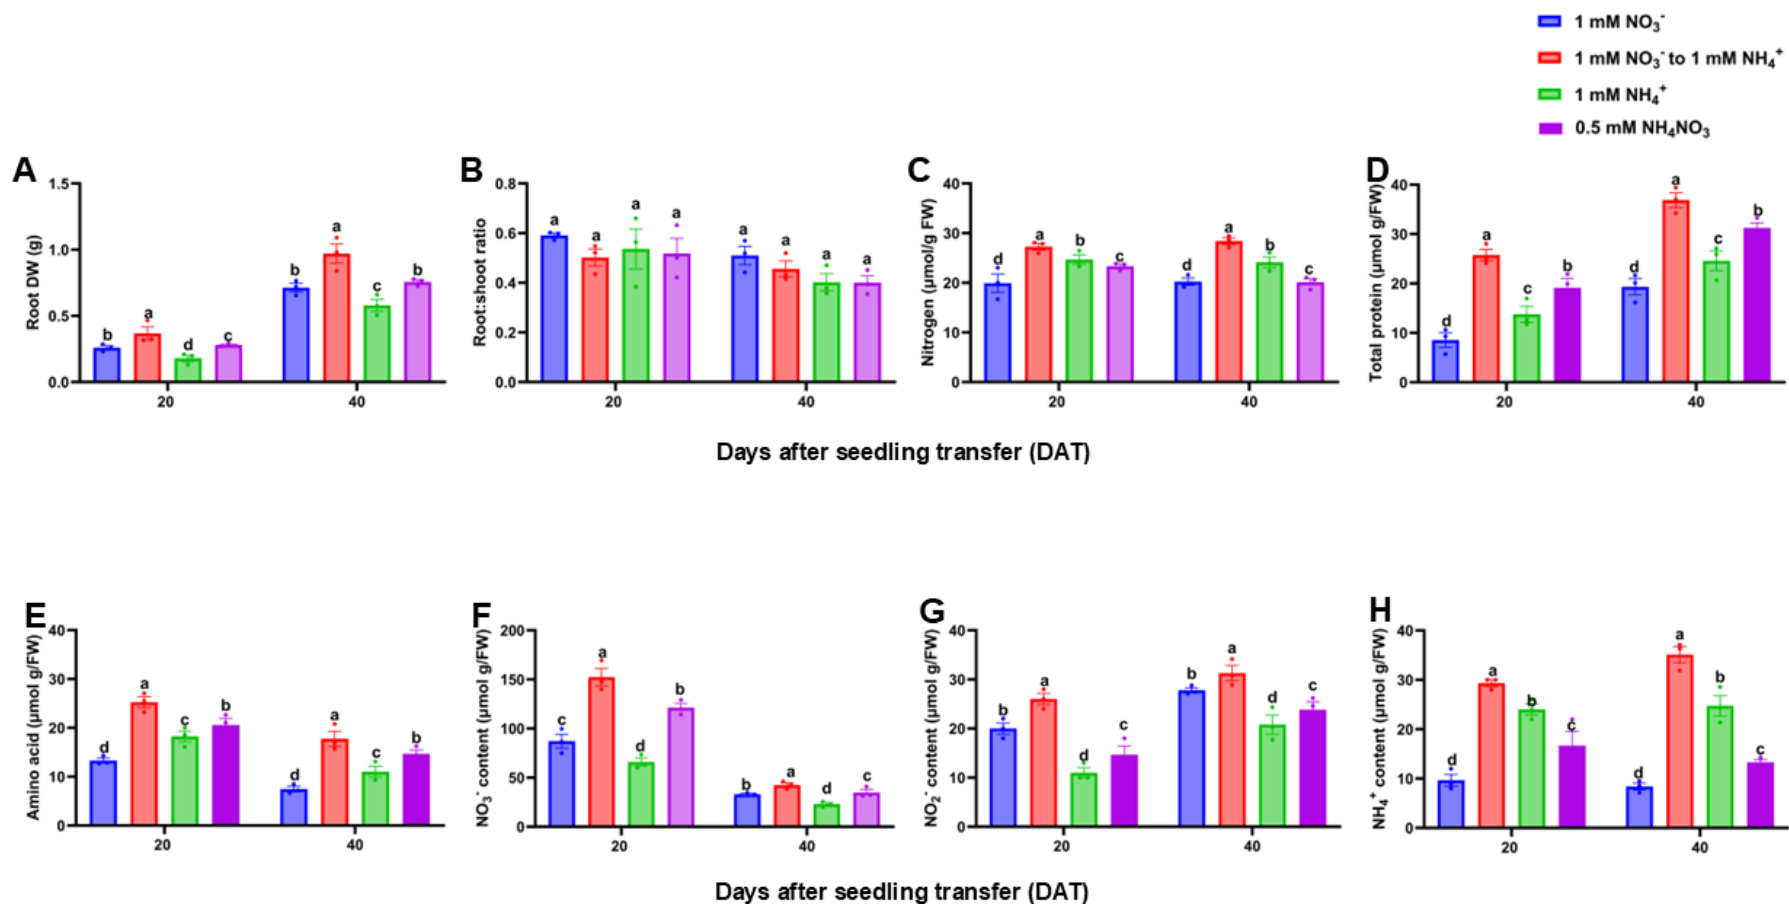 1 mM NO₃⁻
1 mM NO₃⁻ to 1 mM NH₄⁺
1 mM NH₄⁺
0.5 mM NH₄NO₃
A
Root DW (g)
1.5
1.0
0.5
0.0
b a d c b a c b
20 40
B
Root:shoot ratio
0.8
0.6
0.4
0.2
0.0
a a a a a a a a
20 40
C
Nitrogen (µmol/g FW)
40
30
20
10
0
d a b c d a b c
20 40
D
Total protein (µmol g/FW)
40
30
20
10
0
d a c b d a c b
20 40
Days after seedling transfer (DAT)
E
Amino acid (µmol g/FW)
40
30
20
10
0
d a c b d a c b
20 40
F
NO₃⁻ content (µmol g/FW)
200
150
100
50
0
c a d b b a d c
20 40
G
NO₂⁻ content (µmol g/FW)
40
30
20
10
0
b a d c b a d c
20 40
H
NH₄⁺ content (µmol g/FW)
40
30
20
10
0
d a b c d a b c
20 40
Days after seedling transfer (DAT)